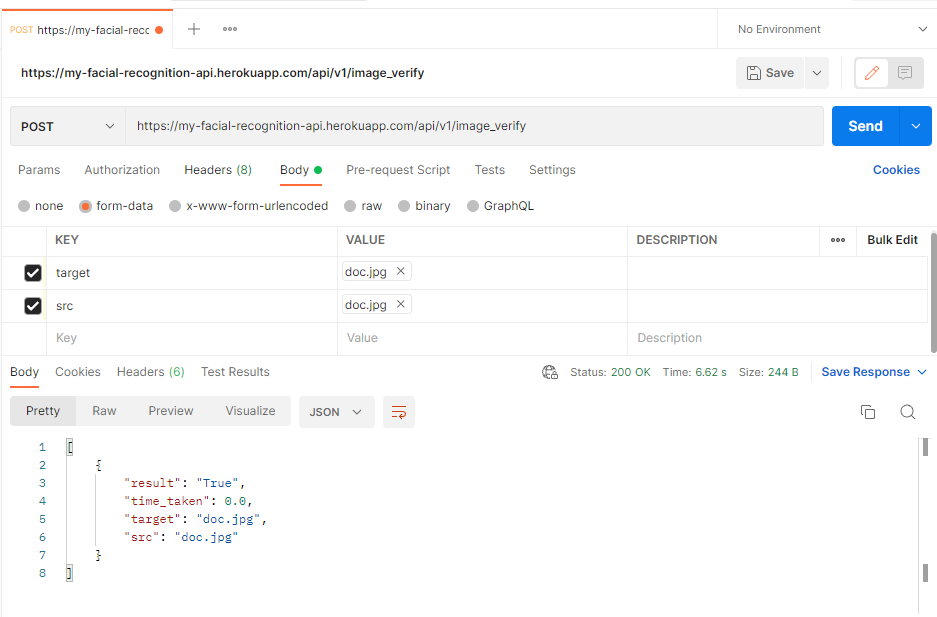 POST https://my-facial-recc
No Environment
https://my-facial-recognition-api.herokuapp.com/api/v1/image_verify
Save
POST https://my-facial-recognition-api.herokuapp.com/api/v1/image_verify Send
Params Authorization Headers (8) Body Pre-request Script Tests Settings Cookies
none form-data x-www-form-urlencoded raw binary GraphQL
KEY VALUE DESCRIPTION Bulk Edit
target doc.jpg
src doc.jpg
Key Value Description
Body Cookies Headers (6) Test Results Status: 200 OK Time: 6.62 s Size: 244 B Save Response
Pretty Raw Preview Visualize JSON
1 [
2 {
3 "result": "True",
4 "time_taken": 0.0,
5 "target": "doc.jpg",
6 "src": "doc.jpg"
7 }
8 ]